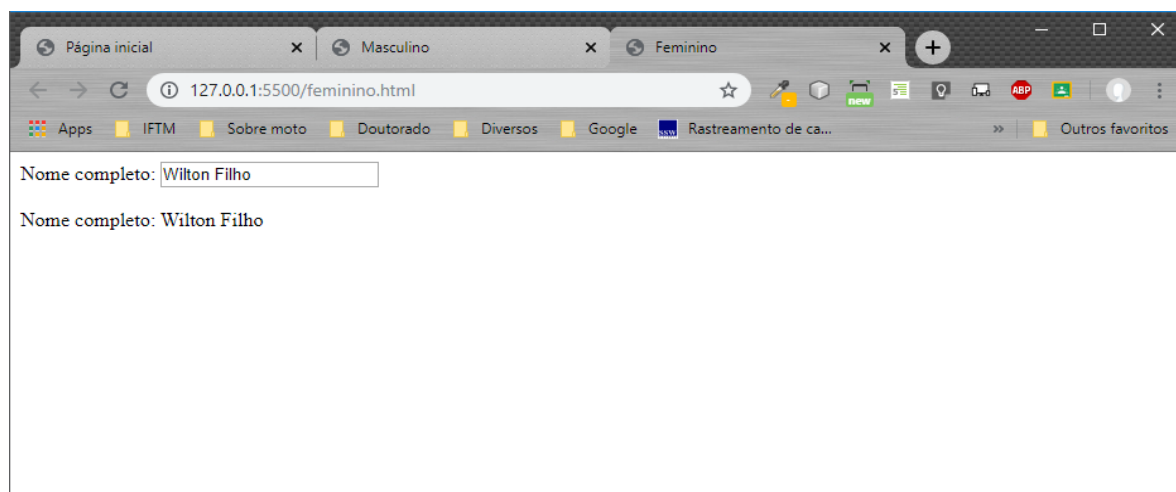 Página inicial Masculino Feminino
127.0.0.1:5500/feminino.html new ABP
Apps IFTM Sobre moto Doutorado Diversos Google SSW Rastreamento de ca... » Outros favoritos
Nome completo: Wilton Filho
Nome completo: Wilton Filho